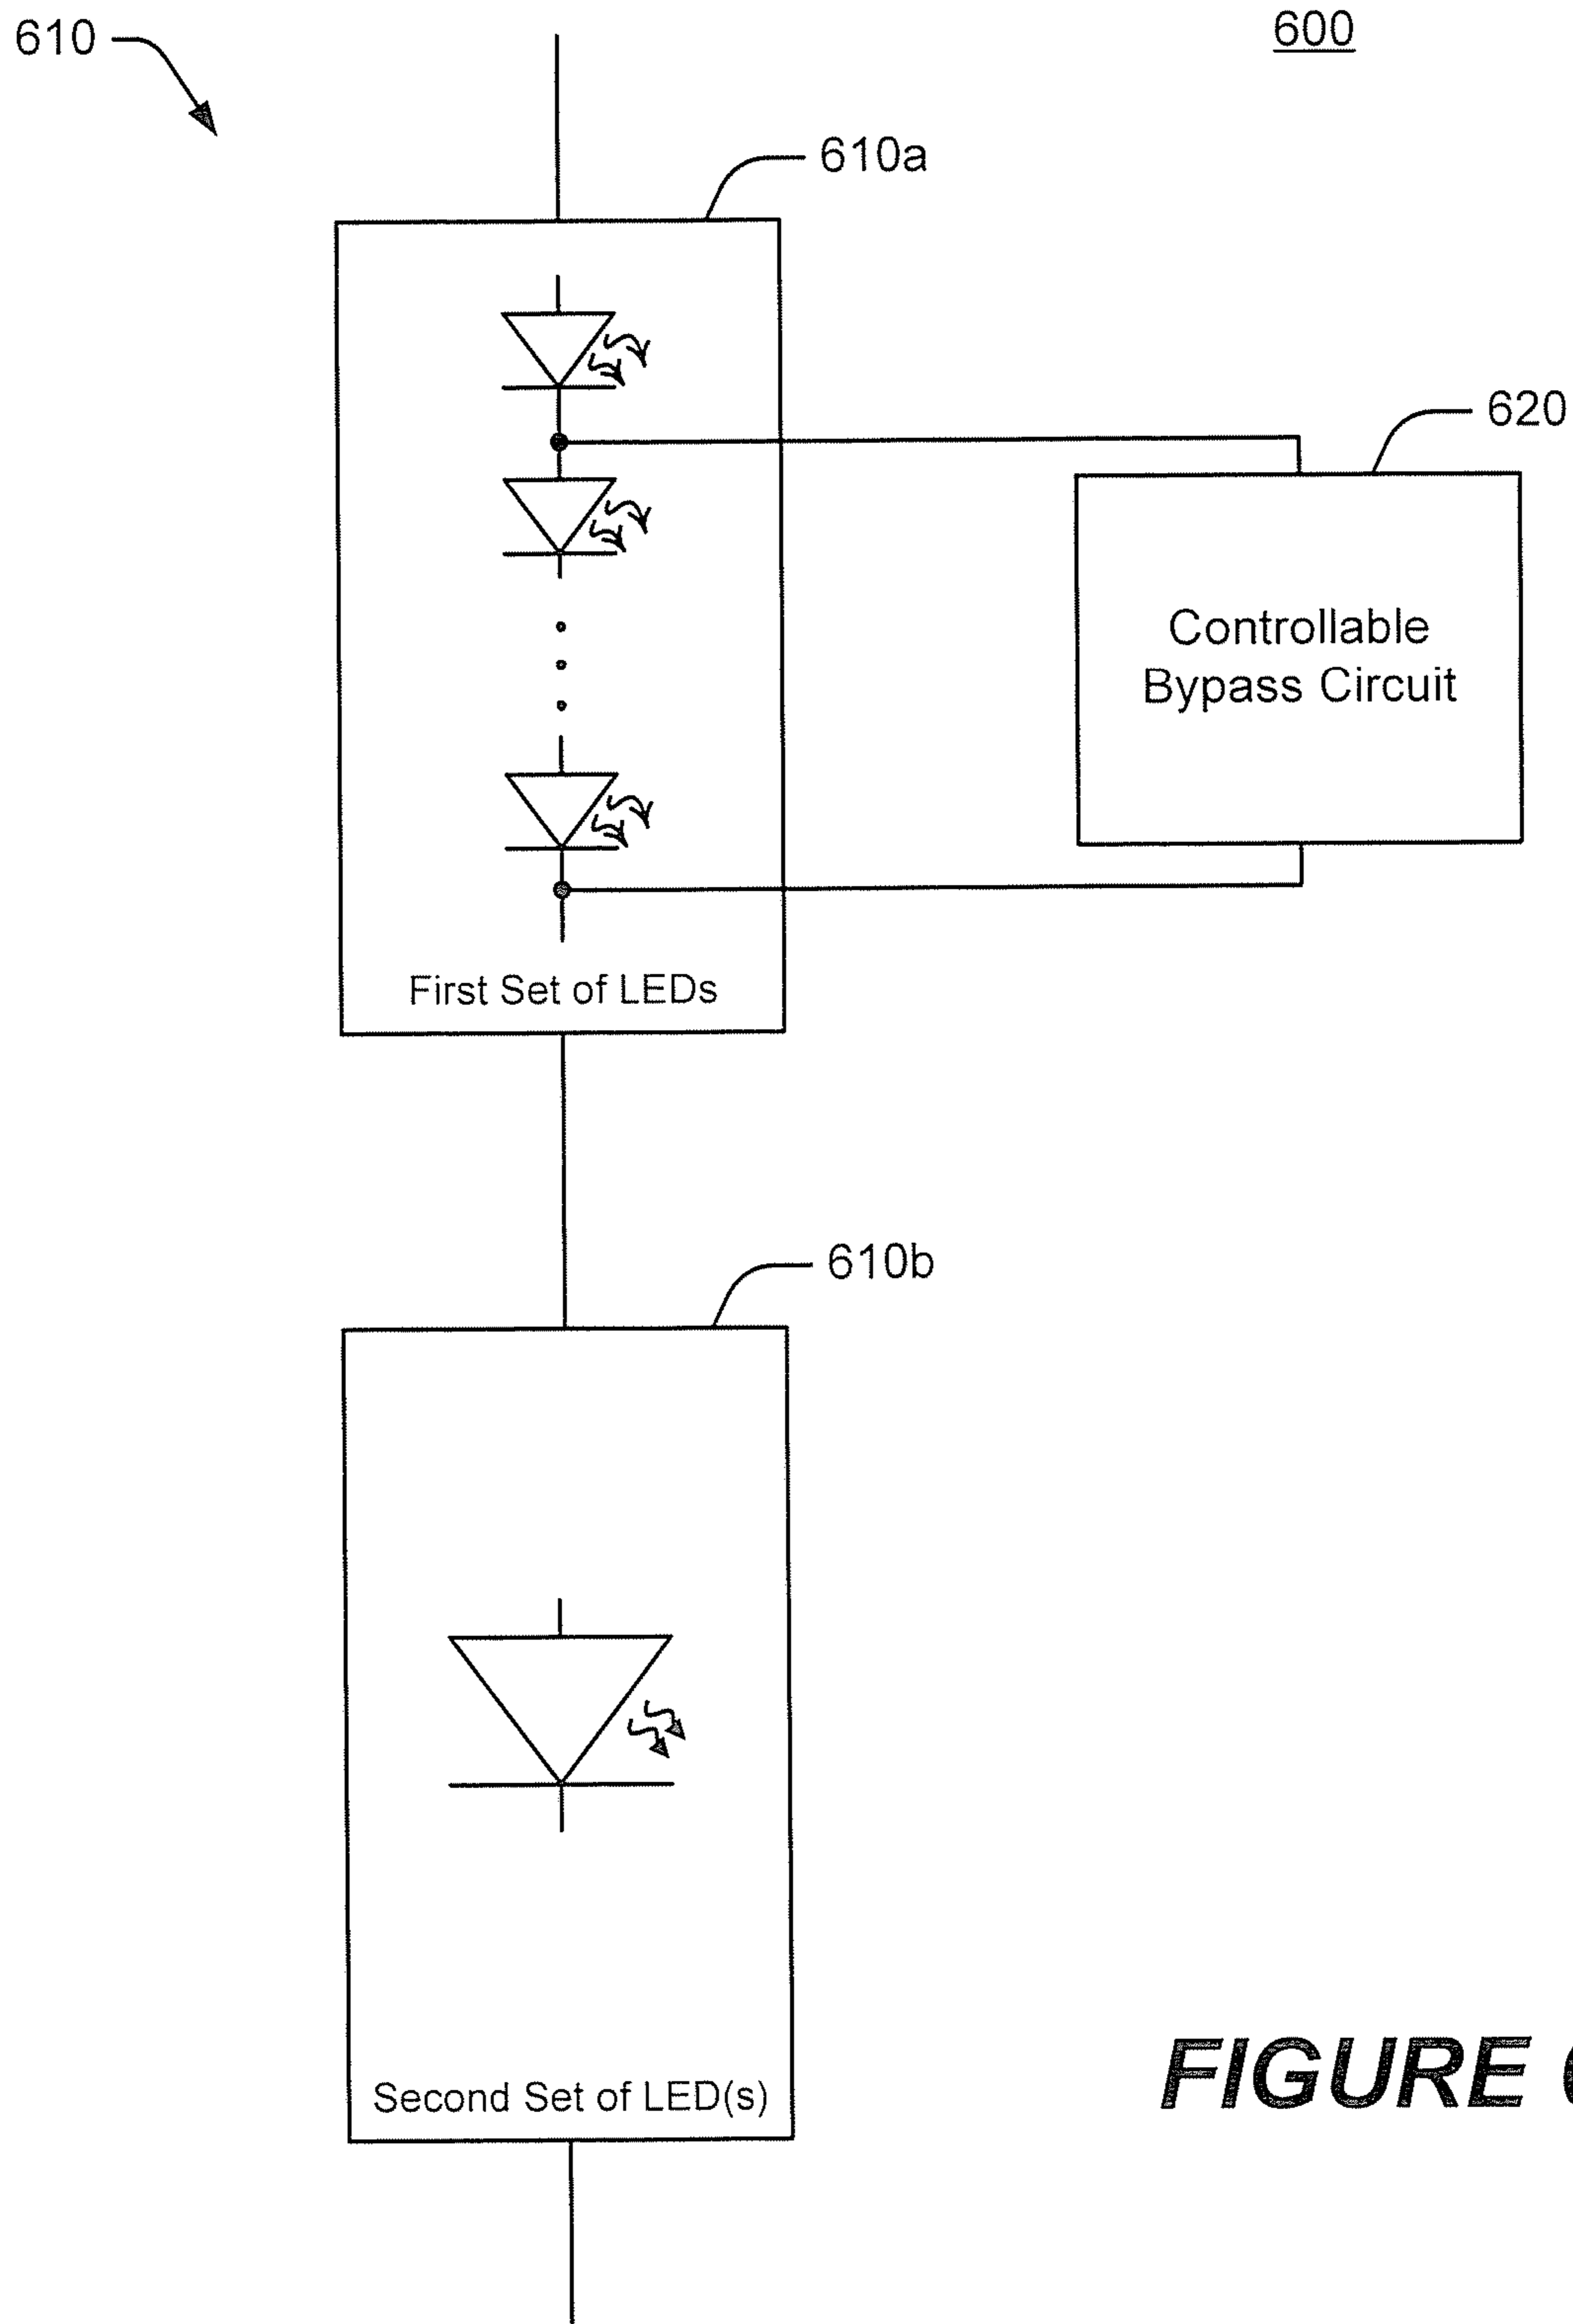 610
600
610a
620
Controllable
Bypass Circuit
First Set of LEDs
610b
Second Set of LED(s)
FIGURE